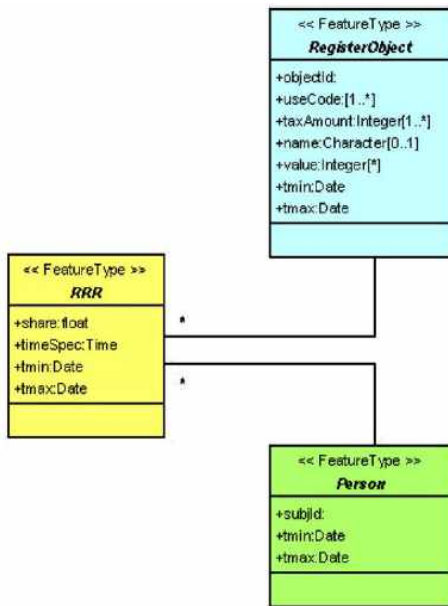 << FeatureType >>
RegisterObject
+objectId:
+useCode:[1..*]
+taxAmount:Integer[1..*]
+name:Character[0..1]
+value:Integer[*]
+tmin:Date
+tmax:Date
<< FeatureType >>
RRR
+share:float
+timeSpec:Time
+tmin:Date
+tmax:Date
*
*
<< FeatureType >>
Person
+subjId:
+tmin:Date
+tmax:Date